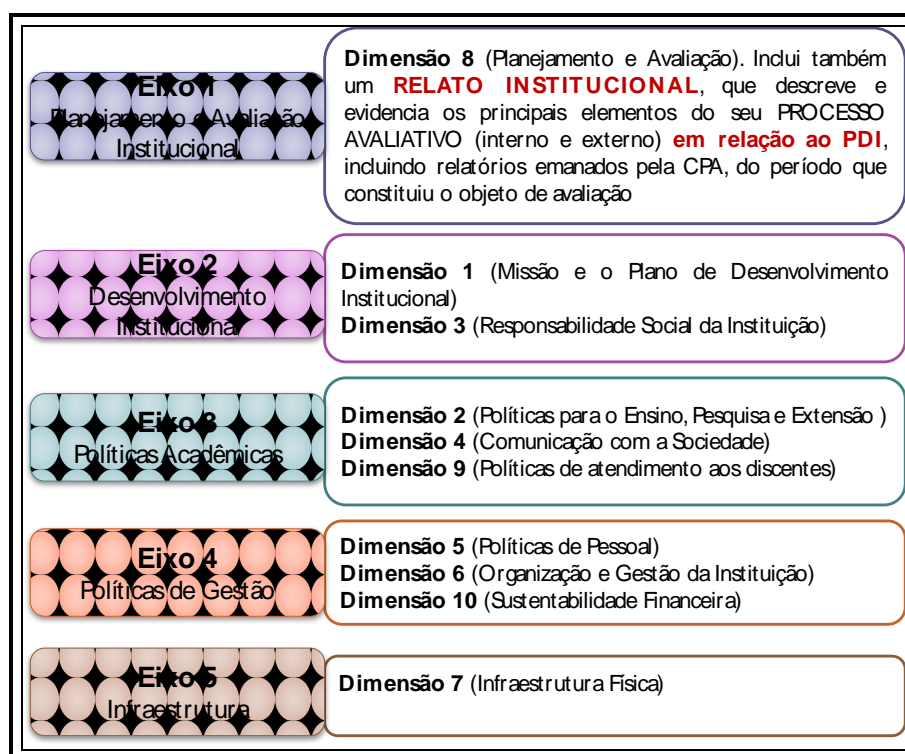 Eixo 1
Planejamento e Avaliação
Institucional
Dimensão 8 (Planejamento e Avaliação). Inclui também
um RELATO INSTITUCIONAL, que descreve e
evidencia os principais elementos do seu PROCESSO
AVALIATIVO (interno e externo) em relação ao PDI,
incluindo relatórios emanados pela CPA, do período que
constituiu o objeto de avaliação
Eixo 2
Desenvolvimento
Institucional
Dimensão 1 (Missão e o Plano de Desenvolvimento
Institucional)
Dimensão 3 (Responsabilidade Social da Instituição)
Eixo 3
Políticas Acadêmicas
Dimensão 2 (Políticas para o Ensino, Pesquisa e Extensão )
Dimensão 4 (Comunicação com a Sociedade)
Dimensão 9 (Políticas de atendimento aos discentes)
Eixo 4
Políticas de Gestão
Dimensão 5 (Políticas de Pessoal)
Dimensão 6 (Organização e Gestão da Instituição)
Dimensão 10 (Sustentabilidade Financeira)
Eixo 5
Infraestrutura
Dimensão 7 (Infraestrutura Física)